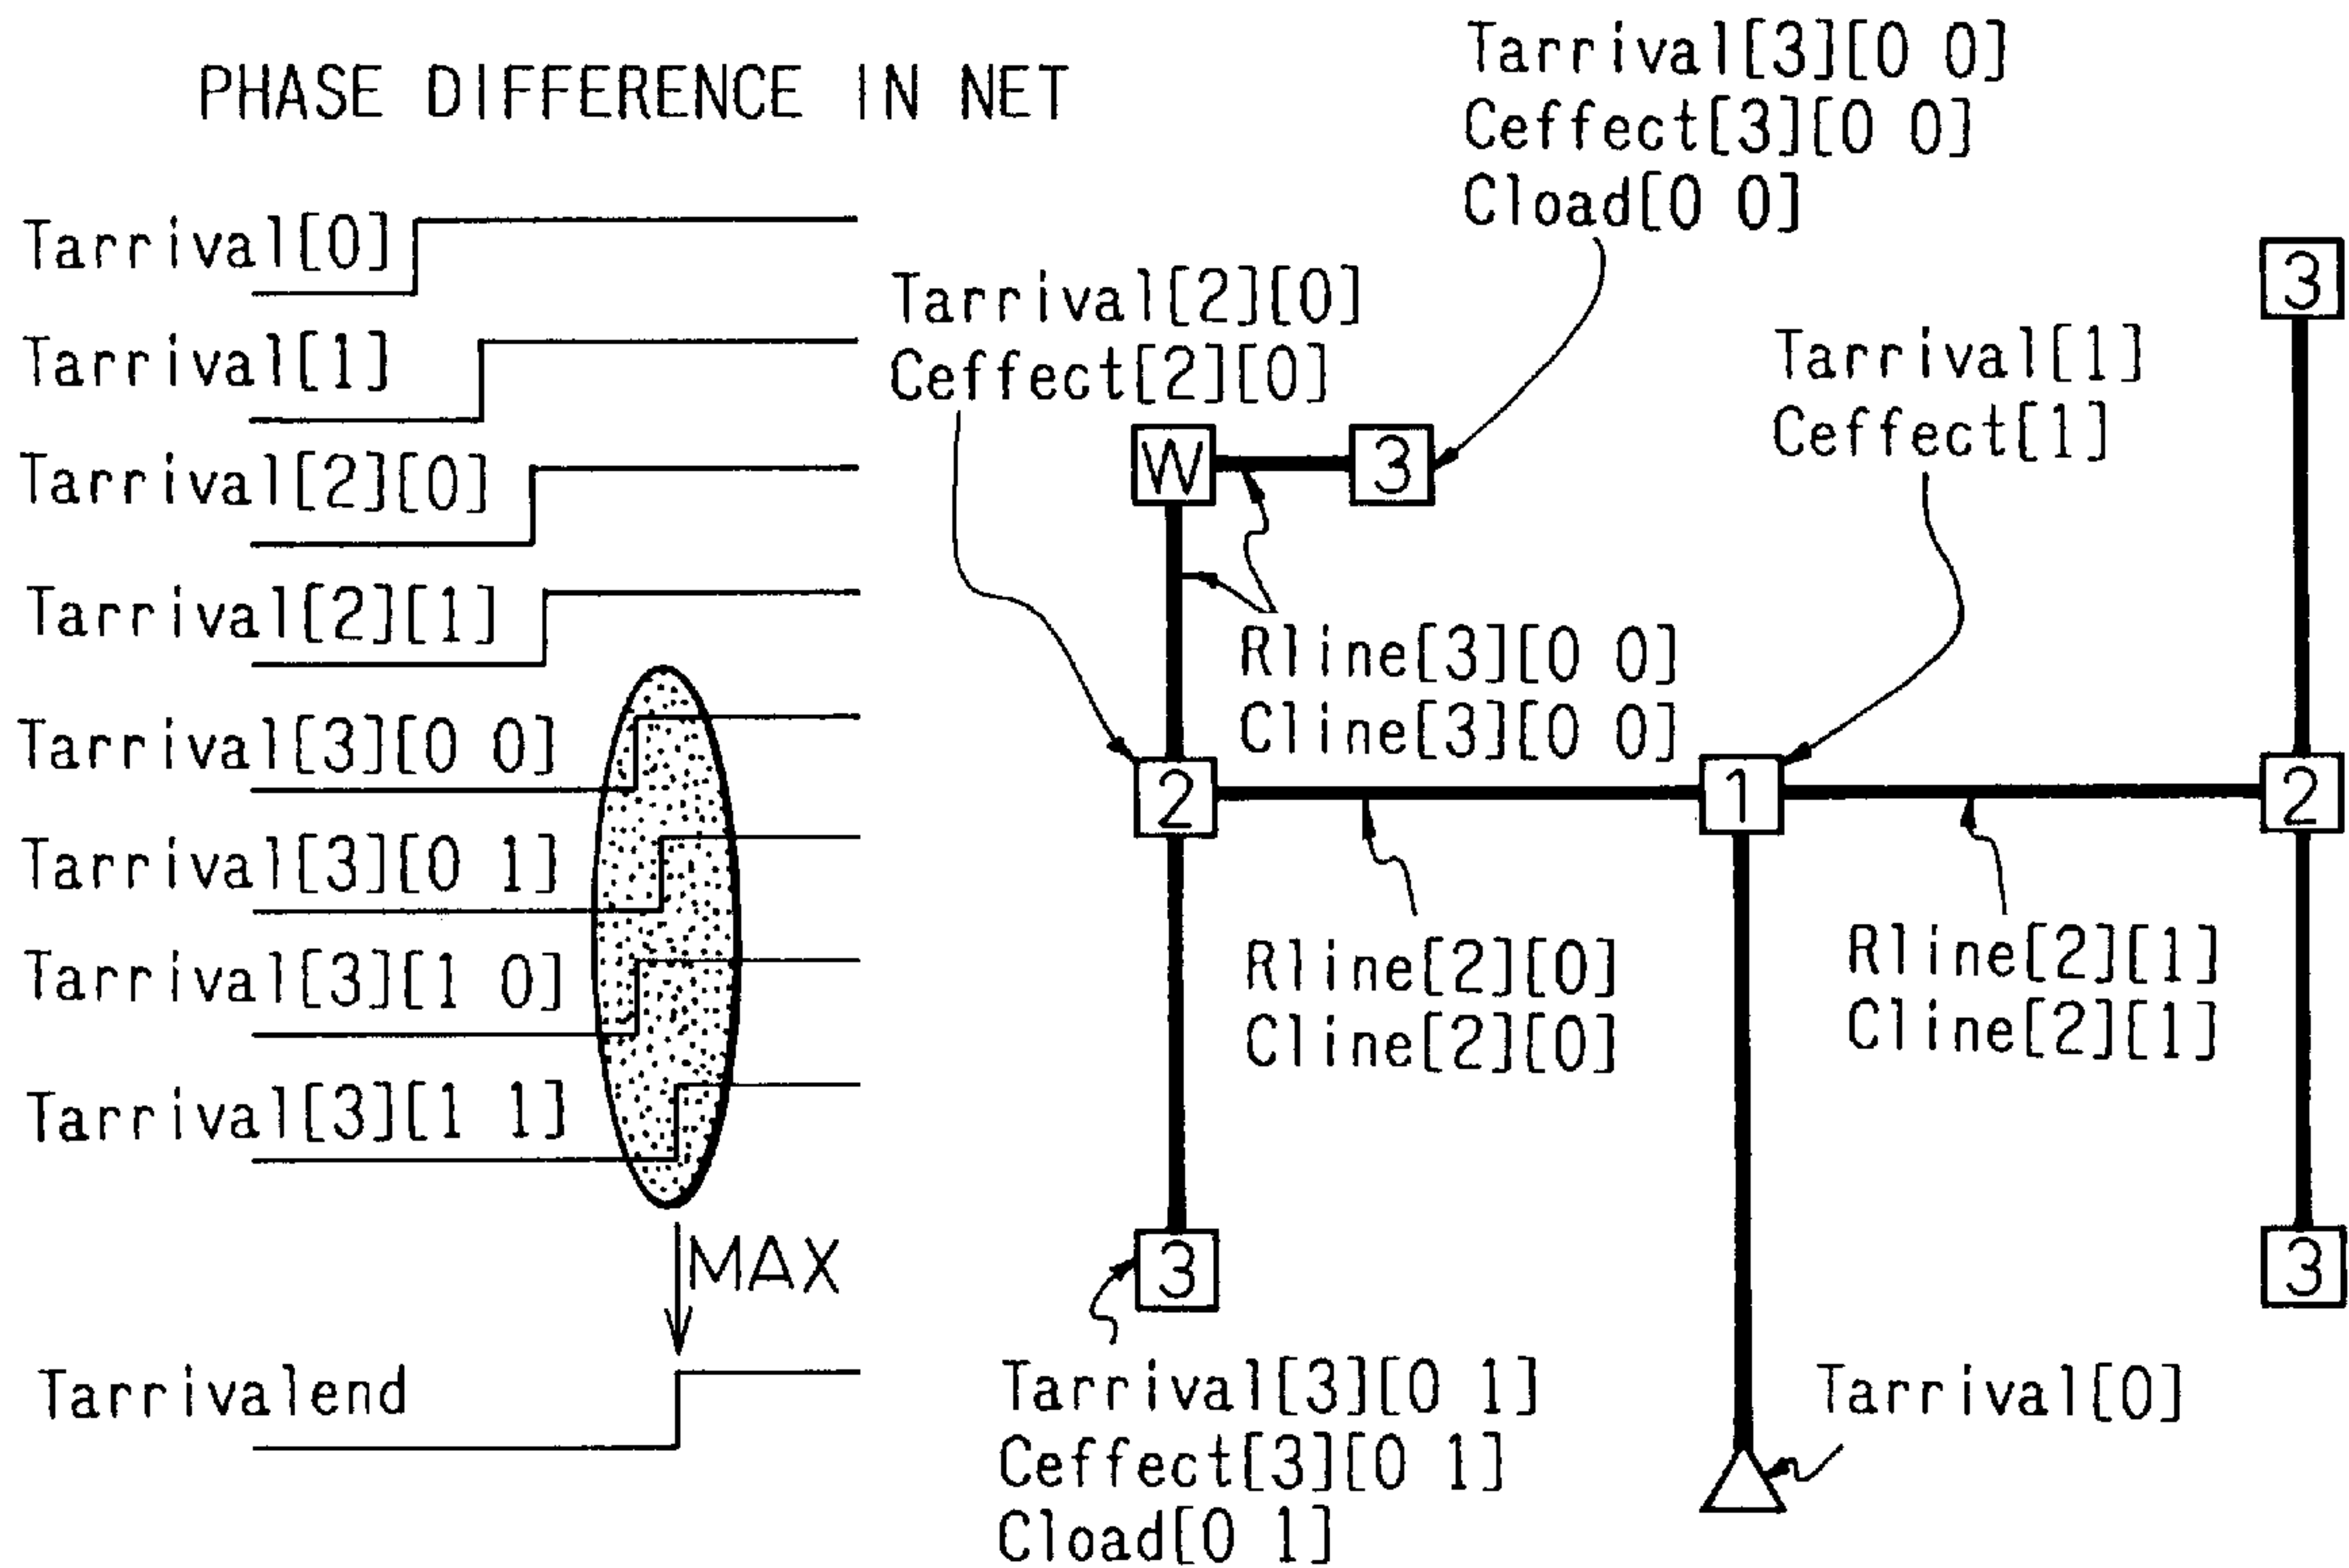 PHASE DIFFERENCE IN NET
Tarrival[0]
Tarrival[1]
Tarrival[2][0]
Tarrival[2][1]
Tarrival[3][0 0]
Tarrival[3][0 1]
Tarrival[3][1 0]
Tarrival[3][1 1]
MAX
Tarrivalend
Tarrival[3][0 0]
Ceffect[3][0 0]
Cload[0 0]
Tarrival[2][0]
Ceffect[2][0]
Tarrival[1]
Ceffect[1]
3
W
3
Rline[3][0 0]
Cline[3][0 0]
2
1
2
Rline[2][0]
Cline[2][0]
Rline[2][1]
Cline[2][1]
3
3
Tarrival[3][0 1]
Ceffect[3][0 1]
Cload[0 1]
Tarrival[0]